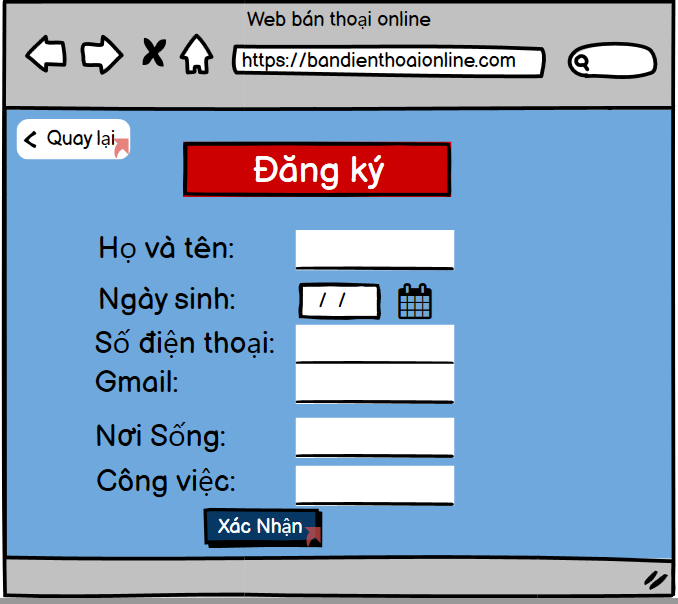 Web bán thoại online
https://bandienthoaionline.com
Quay lại
Đăng ký
Họ và tên:
Ngày sinh: / /
Số điện thoại:
Gmail:
Nơi Sống:
Công việc:
Xác Nhận